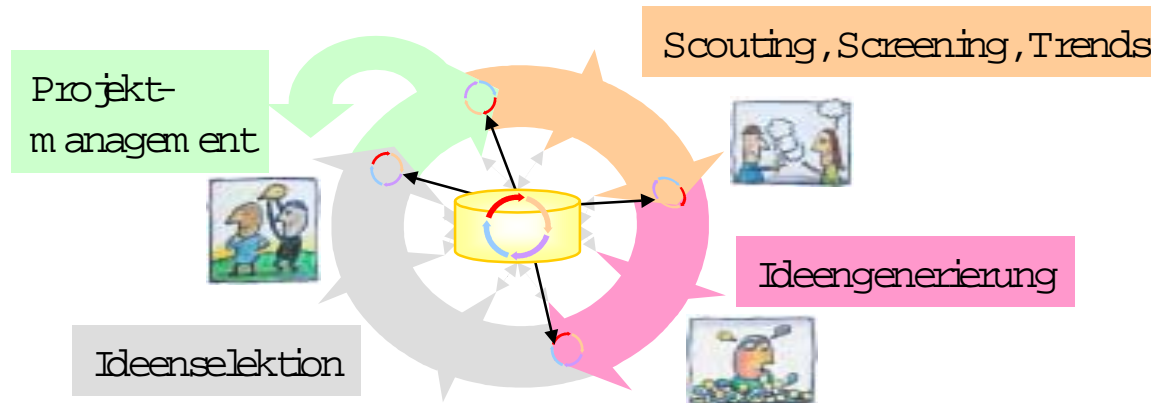 Scouting, Screening, Trends
Projekt-
management
Ideengenerierung
Ideenselektion